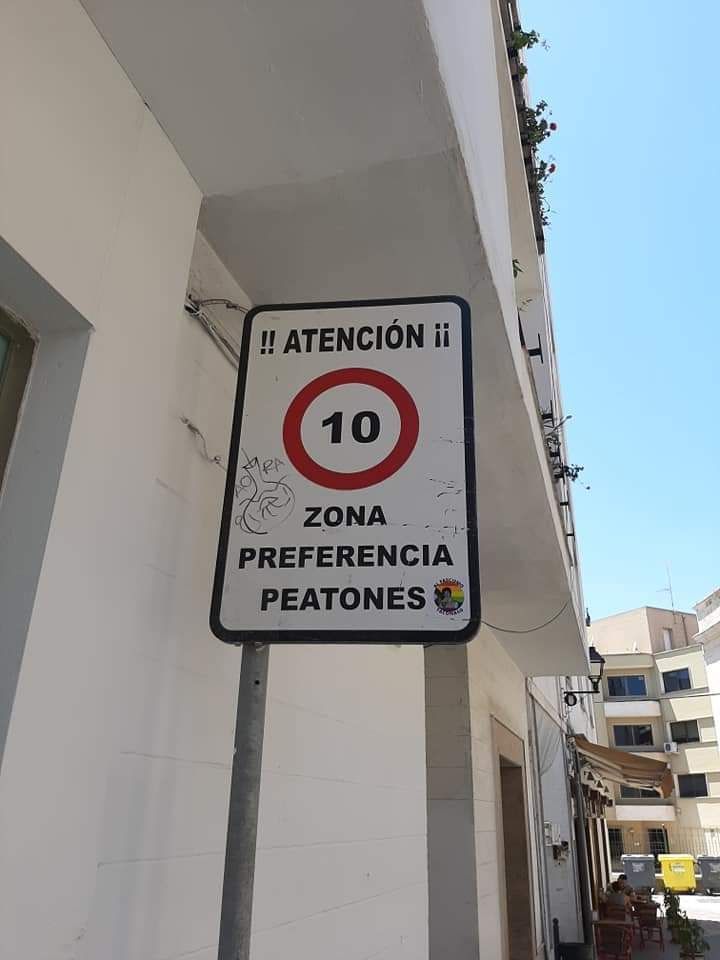 !! ATENCIÓN ¡¡
10
ZONA
PREFERENCIA
PEATONES